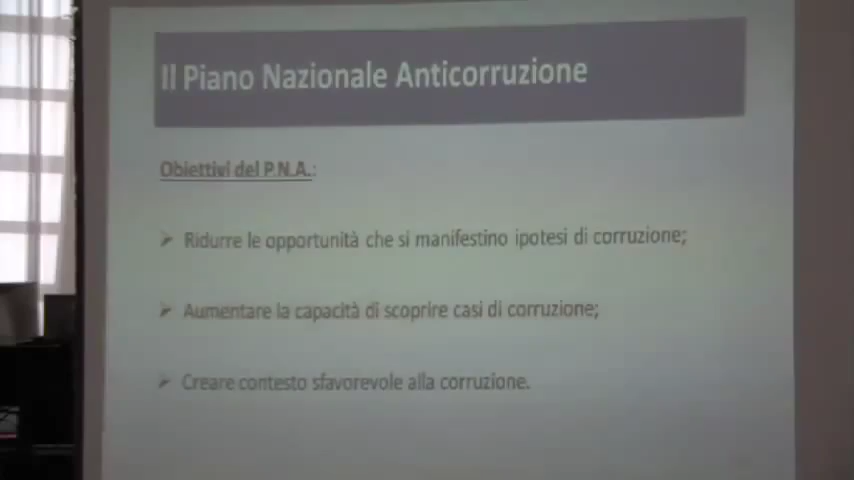 Il Piano Nazionale Anticorruzione
Obiettivi del P.N.A.:
➢ Ridurre le opportunità che si manifestino ipotesi di corruzione;
➢ Aumentare la capacità di scoprire casi di corruzione;
➢ Creare contesto sfavorevole alla corruzione.